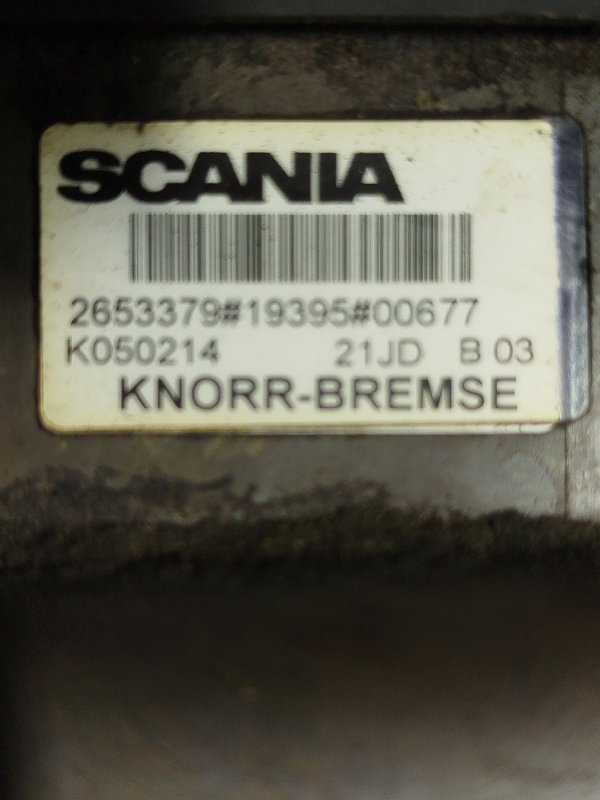 SCANIA
2653379#19395#00677
K050214 21JD B 03
KNORR-BREMSE